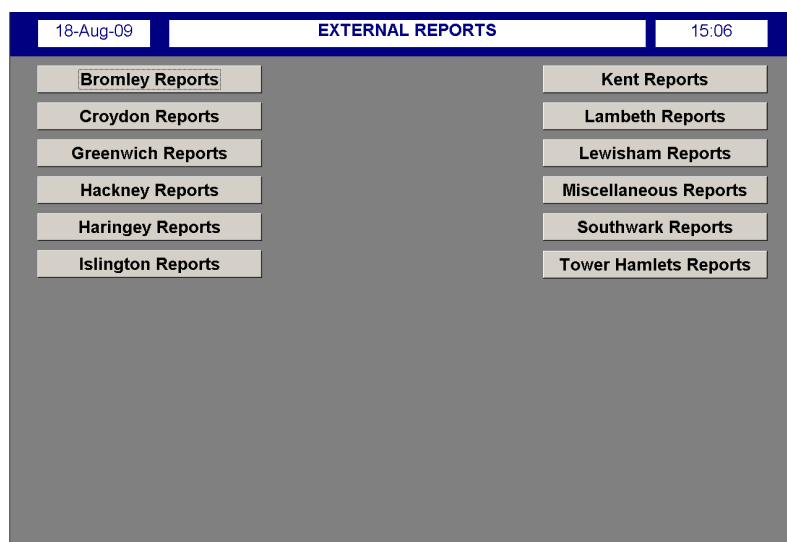 18-Aug-09
EXTERNAL REPORTS
15:06
Bromley Reports
Croydon Reports
Greenwich Reports
Hackney Reports
Haringey Reports
Islington Reports
Kent Reports
Lambeth Reports
Lewisham Reports
Miscellaneous Reports
Southwark Reports
Tower Hamlets Reports